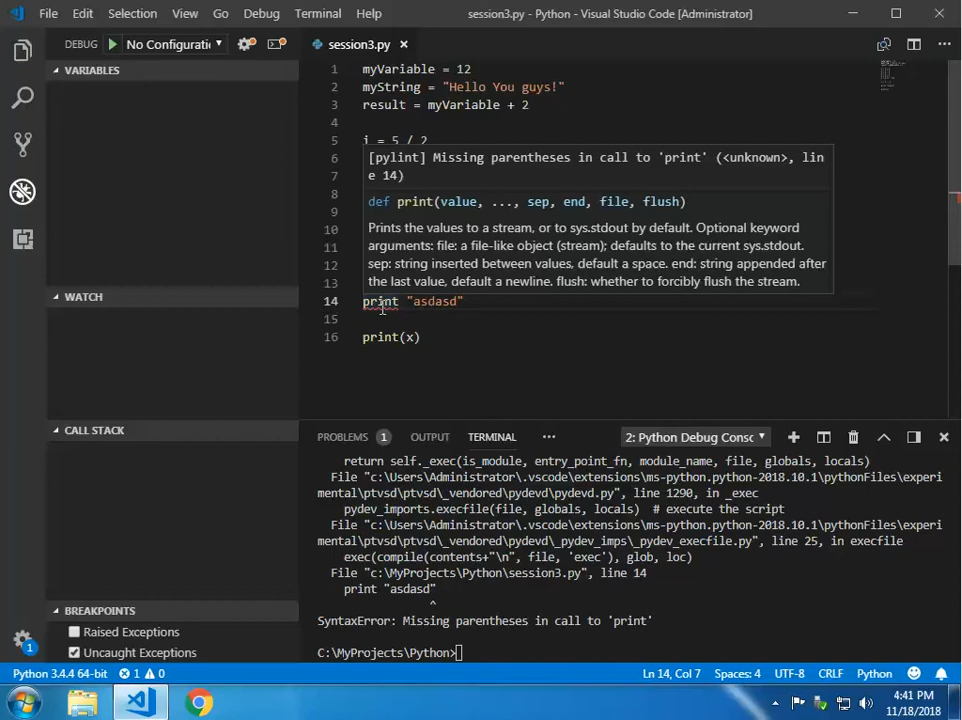 File Edit Selection View Go Debug Terminal Help session3.py - Python - Visual Studio Code [Administrator]
DEBUG No Configuratic
session3.py
VARIABLES
WATCH
CALL STACK
BREAKPOINTS
Raised Exceptions
Uncaught Exceptions
1 myVariable = 12
2 myString = "Hello You guys!"
3 result = myVariable + 2
5 i = 5 / 2
6
7
8
9
10
11
12
13
[pylint] Missing parentheses in call to 'print' (<unknown>, lin
e 14)
def print(value, ..., sep, end, file, flush)
Prints the values to a stream, or to sys.stdout by default. Optional keyword
arguments: file: a file-like object (stream); defaults to the current sys.stdout.
sep: string inserted between values, default a space. end: string appended after
the last value, default a newline. flush: whether to forcibly flush the stream.
14 print "asdasd"
15
16 print(x)
PROBLEMS 1 OUTPUT TERMINAL ••• 2: Python Debug Consc
return self._exec(is_module, entry_point_fn, module_name, file, globals, locals)
File "c:\Users\Administrator\.vscode\extensions\ms-python.python-2018.10.1\pythonFiles\experi
mental\ptvsd\ptvsd\_vendored\pydevd\pydevd.py", line 1290, in _exec
pydev_imports.execfile(file, globals, locals)  # execute the script
File "c:\Users\Administrator\.vscode\extensions\ms-python.python-2018.10.1\pythonFiles\experi
mental\ptvsd\ptvsd\_vendored\pydevd\_pydev_imps\_pydev_execfile.py", line 25, in execfile
exec(compile(contents+"\n", file, 'exec'), glob, loc)
File "c:\MyProjects\Python\session3.py", line 14
print "asdasd"
^
SyntaxError: Missing parentheses in call to 'print'
C:\MyProjects\Python>
1
Python 3.4.4 64-bit 1 0 Ln 14, Col 7 Spaces: 4 UTF-8 CRLF Python
4:41 PM
11/18/2018